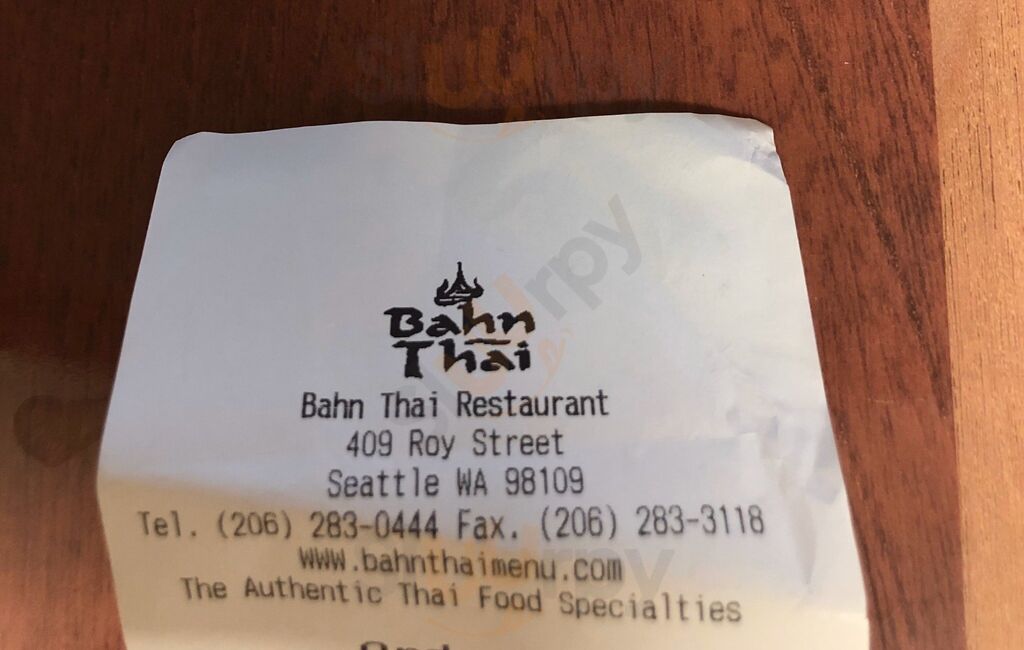 Bahn
Thai
Bahn Thai Restaurant
409 Roy Street
Seattle WA 98109
Tel. (206) 283-0444 Fax. (206) 283-3118
www.bahnthaimenu.com
The Authentic Thai Food Specialties